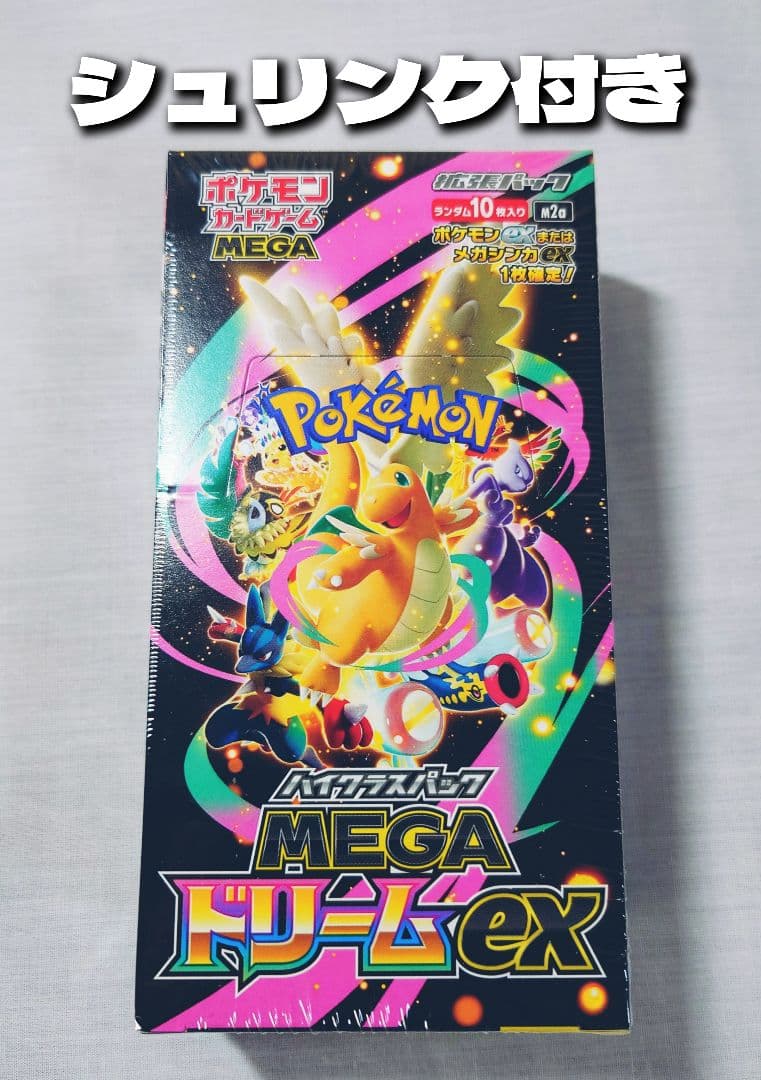 シュリンク付き
ポケモン
カードゲーム
MEGA
拡張パック
ランダム10枚入り
m2a
ポケモンexまたは
メガシンカex
1枚確定!
POKéMON
ハイクラスパック
MEGA
ドリームex